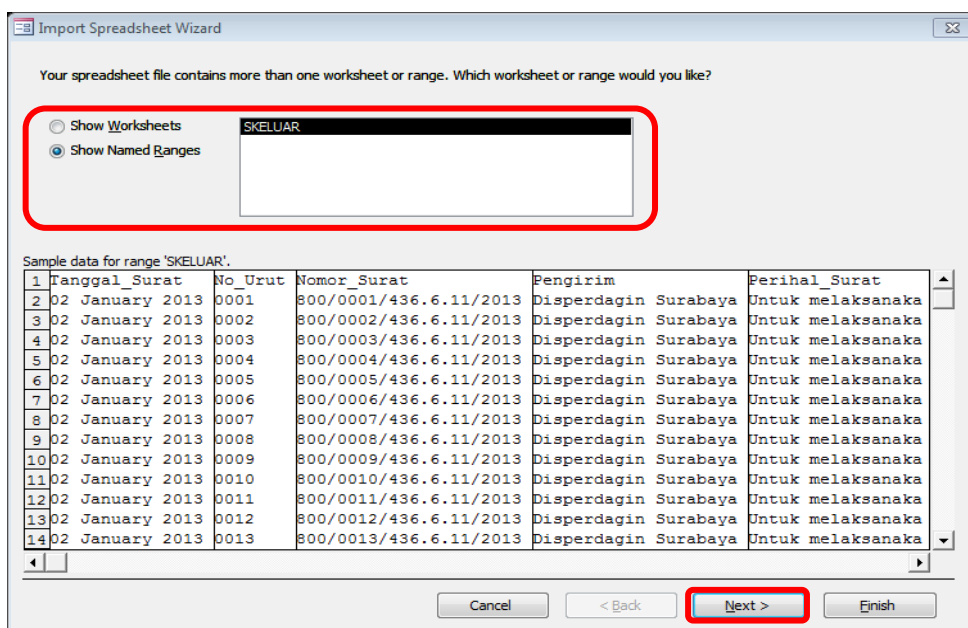 Import Spreadsheet Wizard
Your spreadsheet file contains more than one worksheet or range. Which worksheet or range would you like?
Show Worksheets
Show Named Ranges
SKELUAR
Sample data for range 'SKELUAR'.
1 Tanggal_Surat No_Urut Nomor_Surat Pengirim Perihal_Surat
2 02 January 2013 0001 800/0001/436.6.11/2013 Disperdagin Surabaya Untuk melaksanaka
3 02 January 2013 0002 800/0002/436.6.11/2013 Disperdagin Surabaya Untuk melaksanaka
4 02 January 2013 0003 800/0003/436.6.11/2013 Disperdagin Surabaya Untuk melaksanaka
5 02 January 2013 0004 800/0004/436.6.11/2013 Disperdagin Surabaya Untuk melaksanaka
6 02 January 2013 0005 800/0005/436.6.11/2013 Disperdagin Surabaya Untuk melaksanaka
7 02 January 2013 0006 800/0006/436.6.11/2013 Disperdagin Surabaya Untuk melaksanaka
8 02 January 2013 0007 800/0007/436.6.11/2013 Disperdagin Surabaya Untuk melaksanaka
9 02 January 2013 0008 800/0008/436.6.11/2013 Disperdagin Surabaya Untuk melaksanaka
10 02 January 2013 0009 800/0009/436.6.11/2013 Disperdagin Surabaya Untuk melaksanaka
11 02 January 2013 0010 800/0010/436.6.11/2013 Disperdagin Surabaya Untuk melaksanaka
12 02 January 2013 0011 800/0011/436.6.11/2013 Disperdagin Surabaya Untuk melaksanaka
13 02 January 2013 0012 800/0012/436.6.11/2013 Disperdagin Surabaya Untuk melaksanaka
14 02 January 2013 0013 800/0013/436.6.11/2013 Disperdagin Surabaya Untuk melaksanaka
Cancel < Back Next > Finish